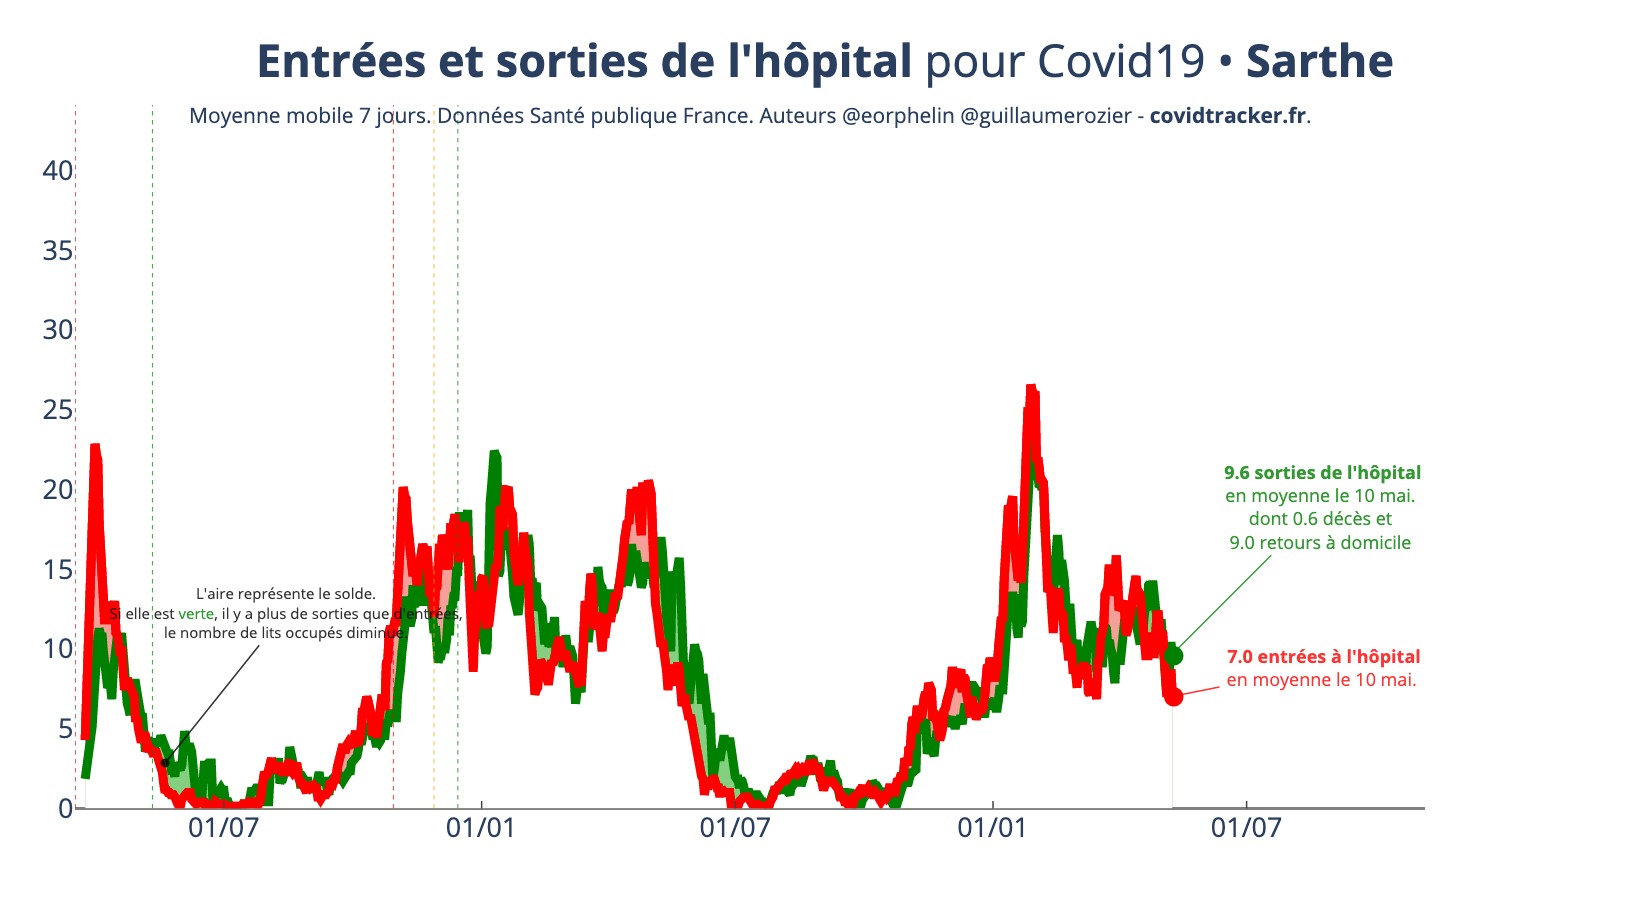 Entrées et sorties de l'hôpital pour Covid19 • Sarthe
Moyenne mobile 7 jours. Données Santé publique France. Auteurs @eorphelin @guillaumerozier - covidtracker.fr.
40
35
30
25
20
15
10
5
0
L'aire représente le solde.
Si elle est verte, il y a plus de sorties que d'entrées,
le nombre de lits occupés diminue.
9.6 sorties de l'hôpital
en moyenne le 10 mai.
dont 0.6 décès et
9.0 retours à domicile
7.0 entrées à l'hôpital
en moyenne le 10 mai.
01/07
01/01
01/07
01/01
01/07